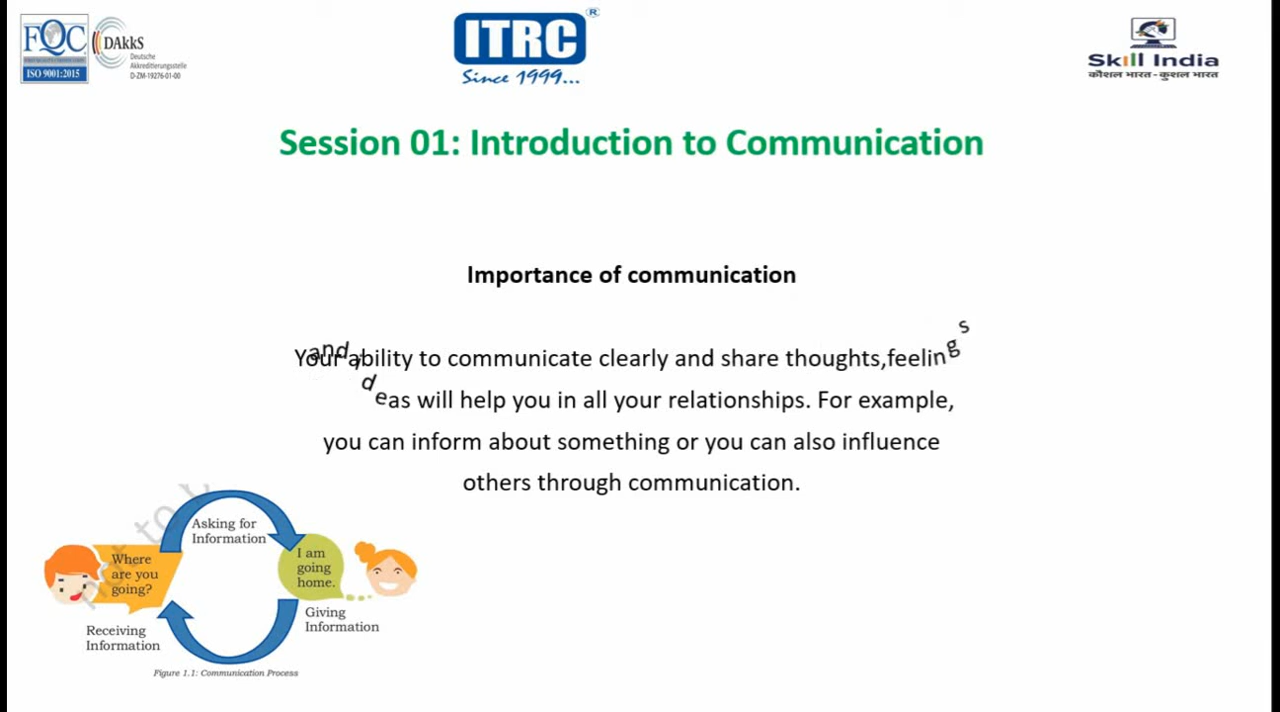 FQC
ISO 9001:2015
DAkkS
Deutsche
Akkreditierungsstelle
D-ZM-19276-01-00
ITRC®
Since 1999...
Skill India
कौशल भारत - कुशल भारत
Session 01: Introduction to Communication
Importance of communication
Your ability to communicate clearly and share thoughts,feelings
and ideas will help you in all your relationships. For example,
you can inform about something or you can also influence
others through communication.
Asking for
Information
Where
are you
going?
I am
going
home.
Giving
Information
Receiving
Information
Figure 1.1: Communication Process